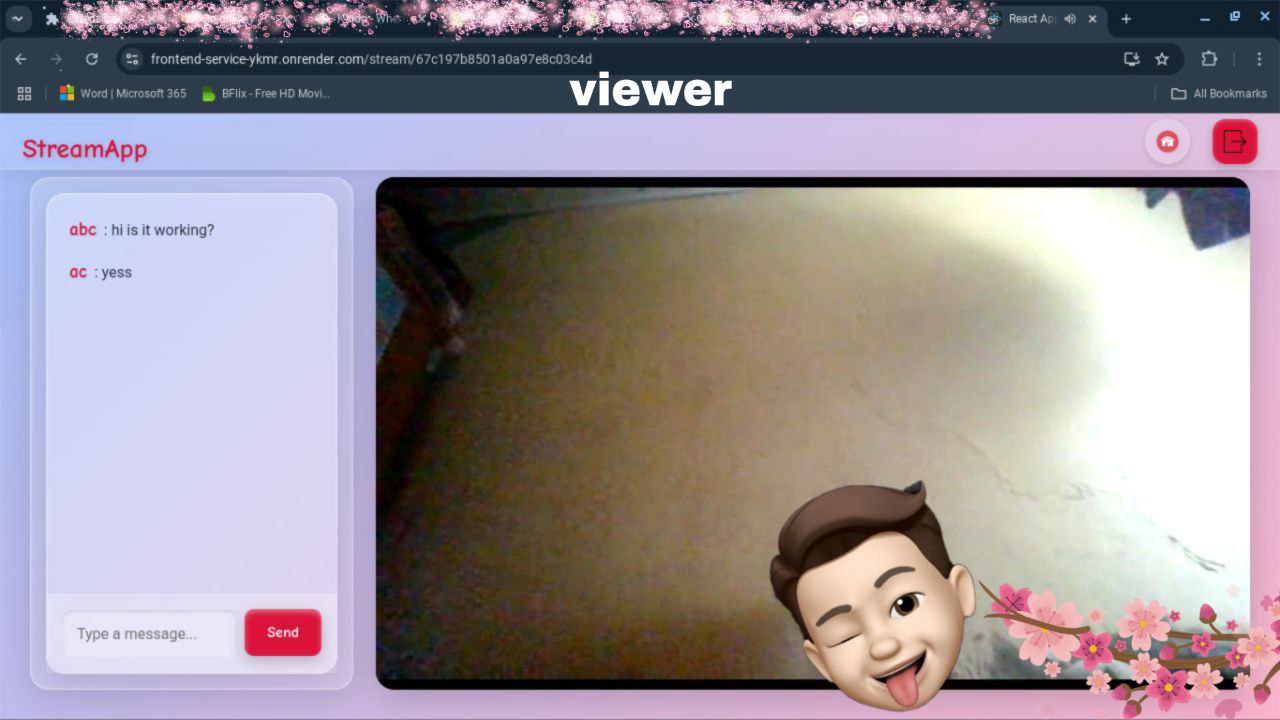 React Ap
frontend-service-ykmr.onrender.com/stream/67c197b8501a0a97e8c03c4d
viewer
Word | Microsoft 365
BFlix - Free HD Movi...
All Bookmarks
StreamApp
abc : hi is it working?
ac : yess
Type a message...
Send